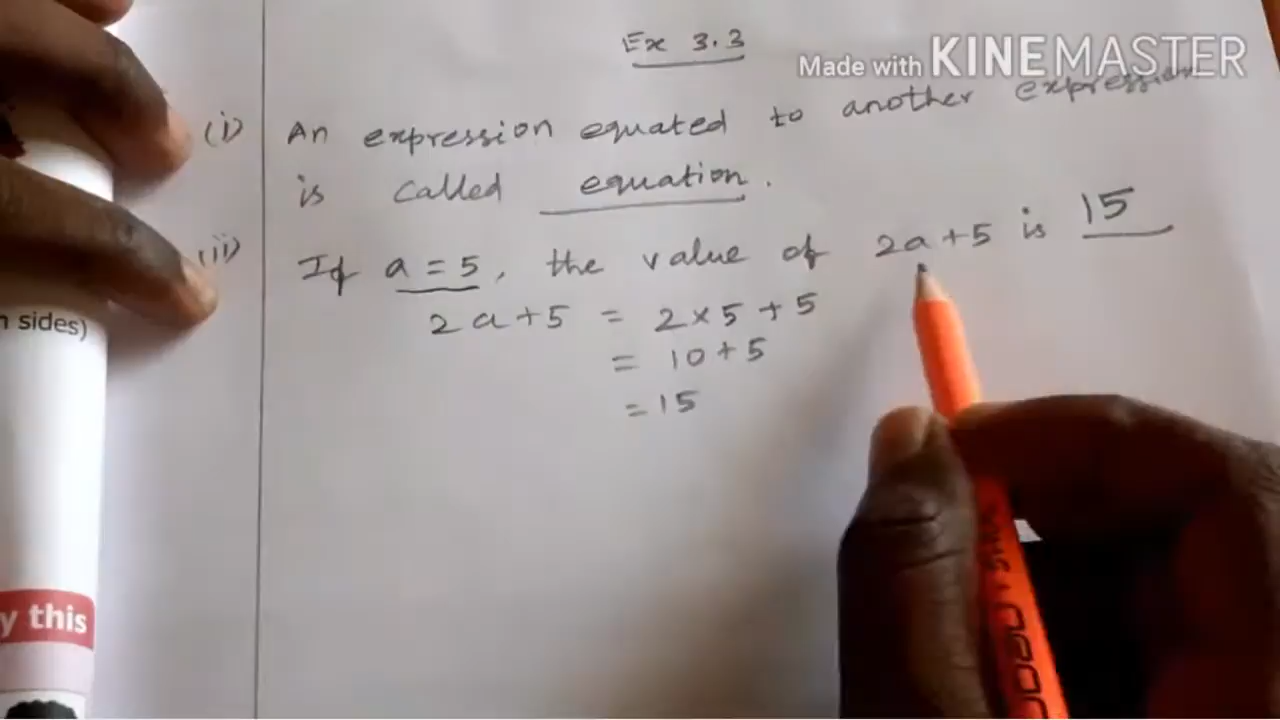 Ex 3.3
Made with KINEMASTER
(i) An expression equated to another expression
is called equation.
(ii) If a = 5, the value of 2a+5 is 15
2a+5 = 2×5+5
= 10+5
=15
n sides)
y this